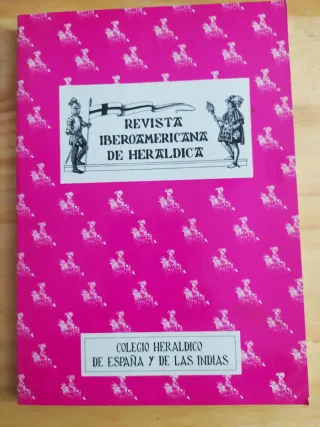 REVISTA
IBEROAMERICANA
DE HERALDICA
COLEGIO HERALDICO
DE ESPAÑA Y DE LAS INDIAS